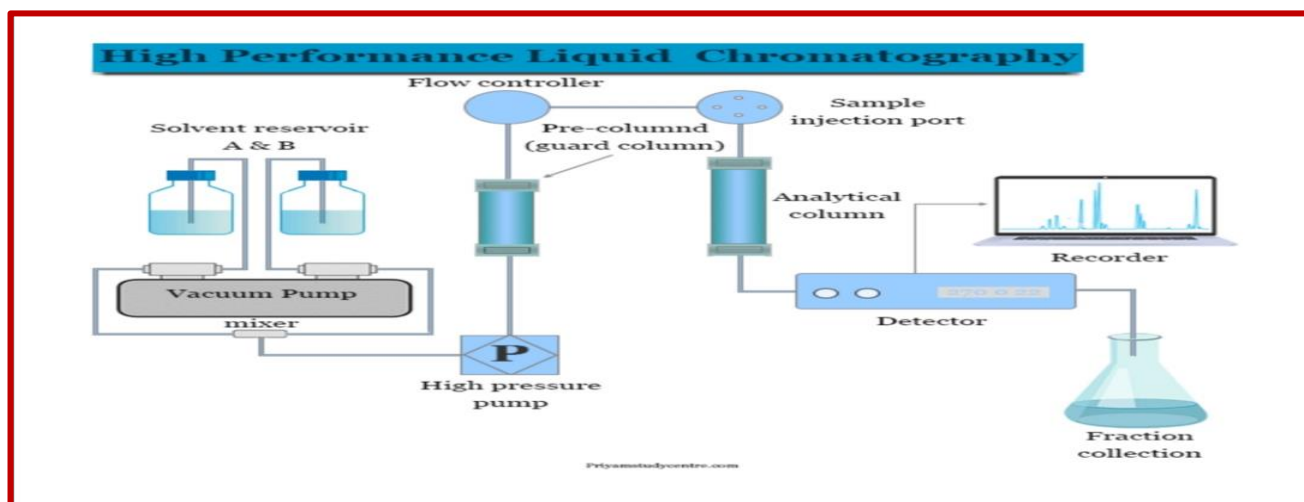 High Performance Liquid Chromatography
Flow controller
Sample
injection port
Solvent reservoir
A & B
Pre-columnd
(guard column)
Analytical
column
Recorder
Vacuum Pump
mixer
Detector
P
High pressure
pump
Fraction
collection
Priyamstudycentre.com